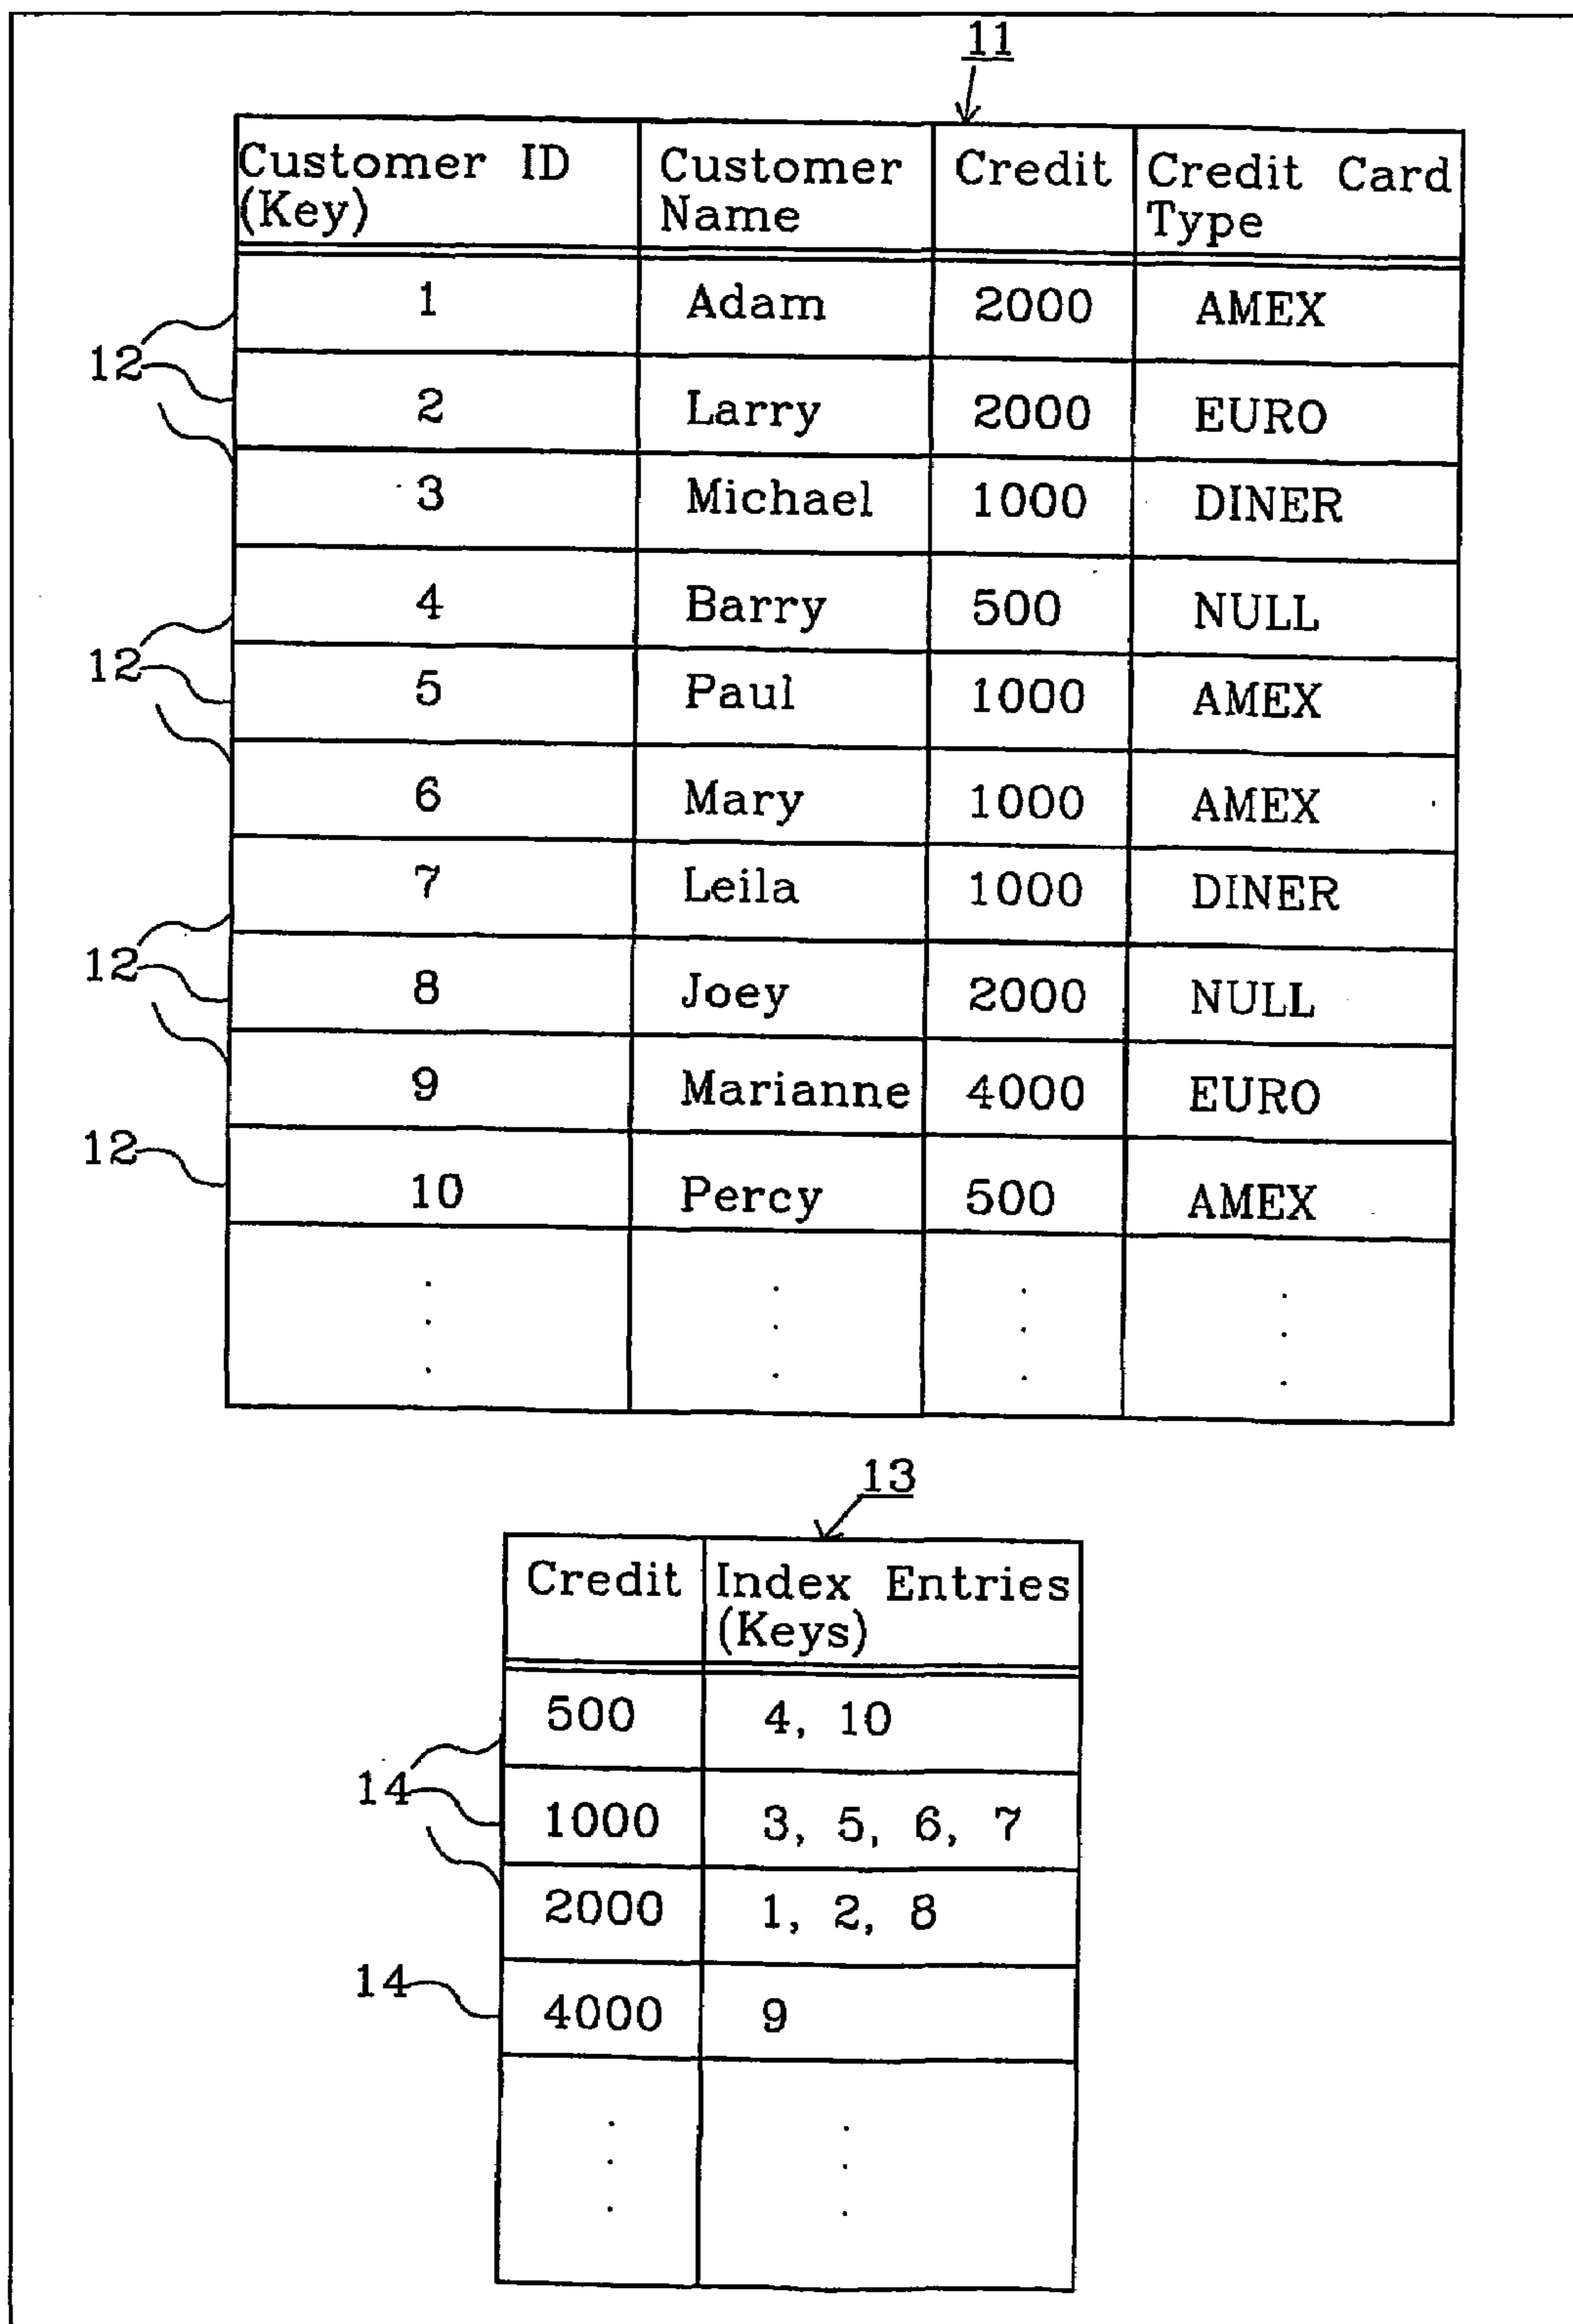 11
Customer ID (Key) Customer Name Credit Credit Card Type
1 Adam 2000 AMEX
12
2 Larry 2000 EURO
3 Michael 1000 DINER
4 Barry 500 NULL
12
5 Paul 1000 AMEX
6 Mary 1000 AMEX
7 Leila 1000 DINER
12
8 Joey 2000 NULL
9 Marianne 4000 EURO
12
10 Percy 500 AMEX
13
Credit Index Entries (Keys)
500 4, 10
14
1000 3, 5, 6, 7
2000 1, 2, 8
14
4000 9